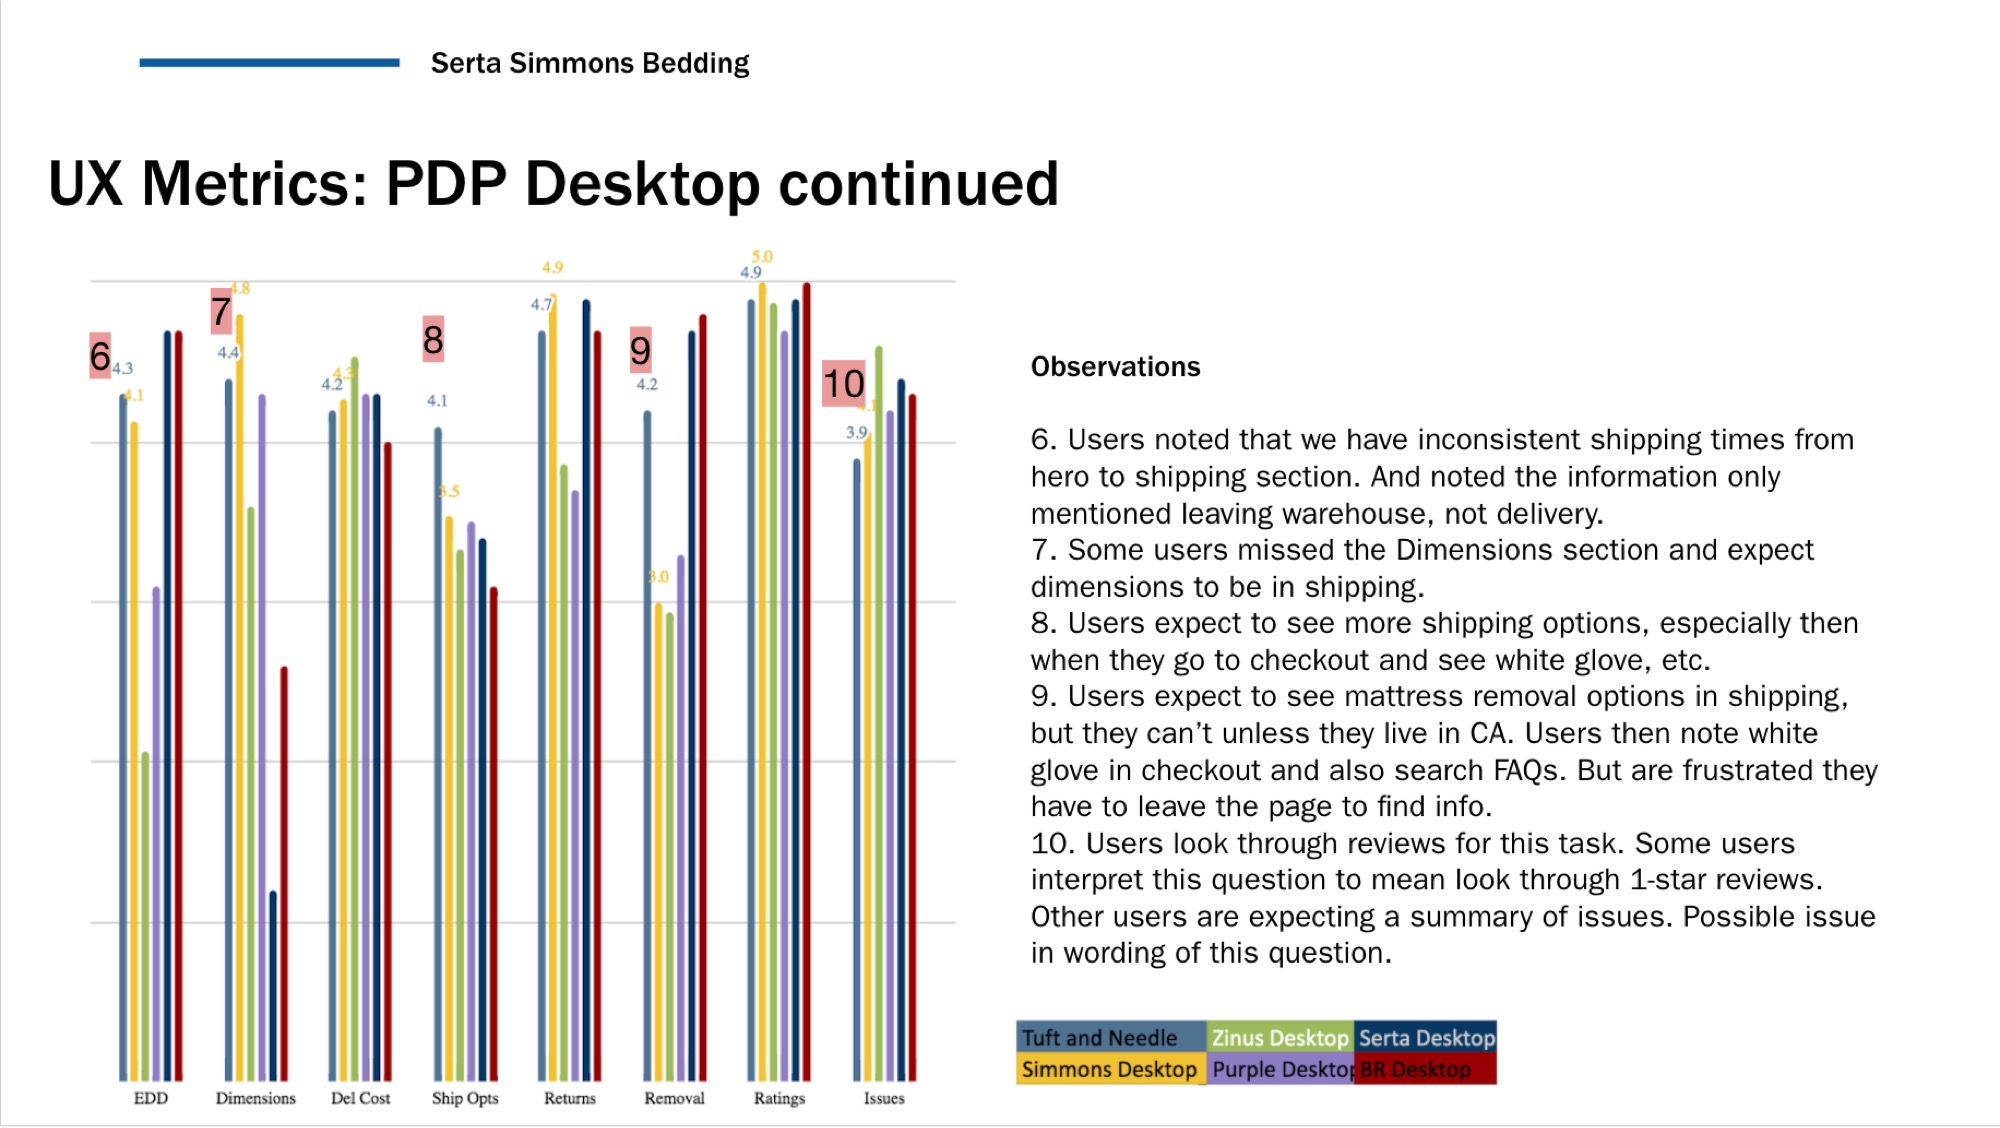 Serta Simmons Bedding
UX Metrics: PDP Desktop continued
5.0
4.9
4.9
4.8
7
4.7
8
9
6
4.4
4.3
4.3
4.2
4.2
10
4.1
4.1
4.1
3.9
3.5
3.0
EDD Dimensions Del Cost Ship Opts Returns Removal Ratings Issues
Observations
6. Users noted that we have inconsistent shipping times from
hero to shipping section. And noted the information only
mentioned leaving warehouse, not delivery.
7. Some users missed the Dimensions section and expect
dimensions to be in shipping.
8. Users expect to see more shipping options, especially then
when they go to checkout and see white glove, etc.
9. Users expect to see mattress removal options in shipping,
but they can’t unless they live in CA. Users then note white
glove in checkout and also search FAQs. But are frustrated they
have to leave the page to find info.
10. Users look through reviews for this task. Some users
interpret this question to mean look through 1-star reviews.
Other users are expecting a summary of issues. Possible issue
in wording of this question.
Tuft and Needle Zinus Desktop Serta Desktop
Simmons Desktop Purple Desktop BR Desktop